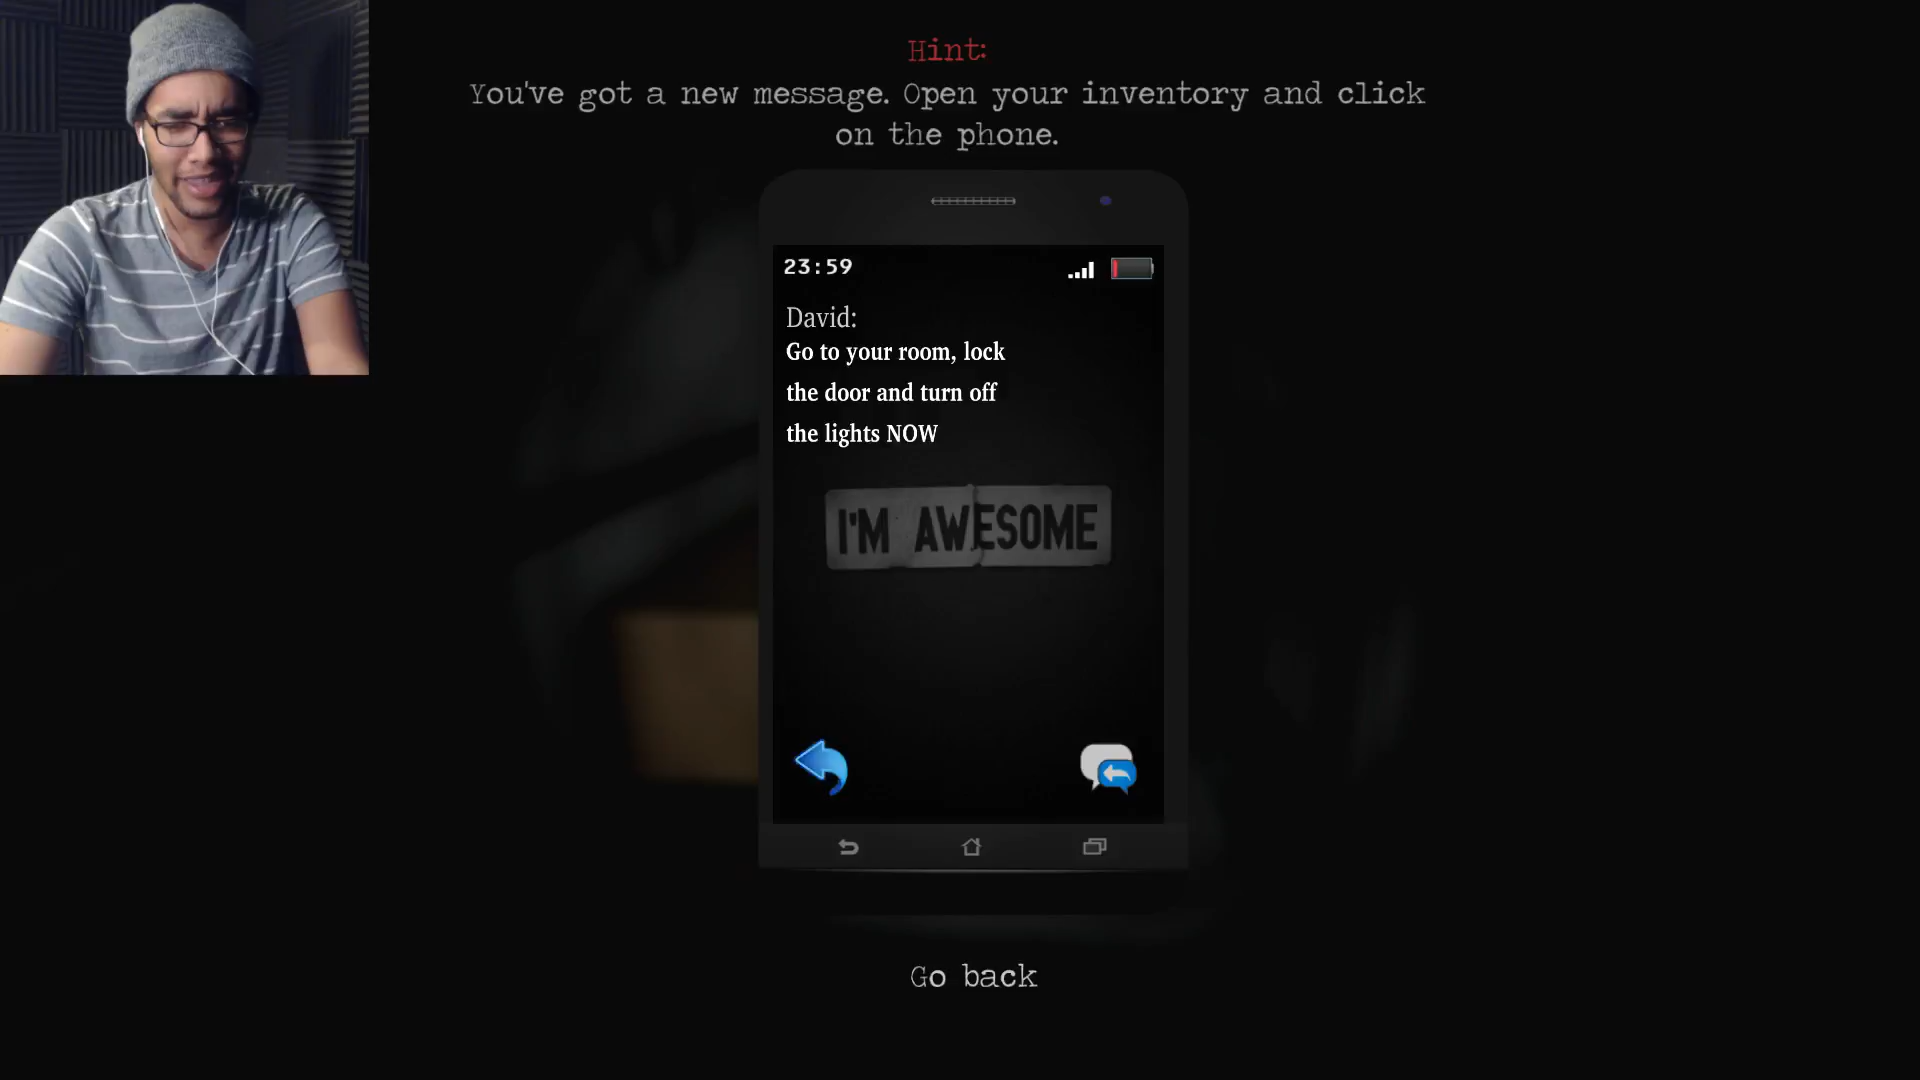 Hint:
You've got a new message. Open your inventory and click
on the phone.
23:59
David:
Go to your room, lock
the door and turn off
the lights NOW
I'M AWESOME
Go back